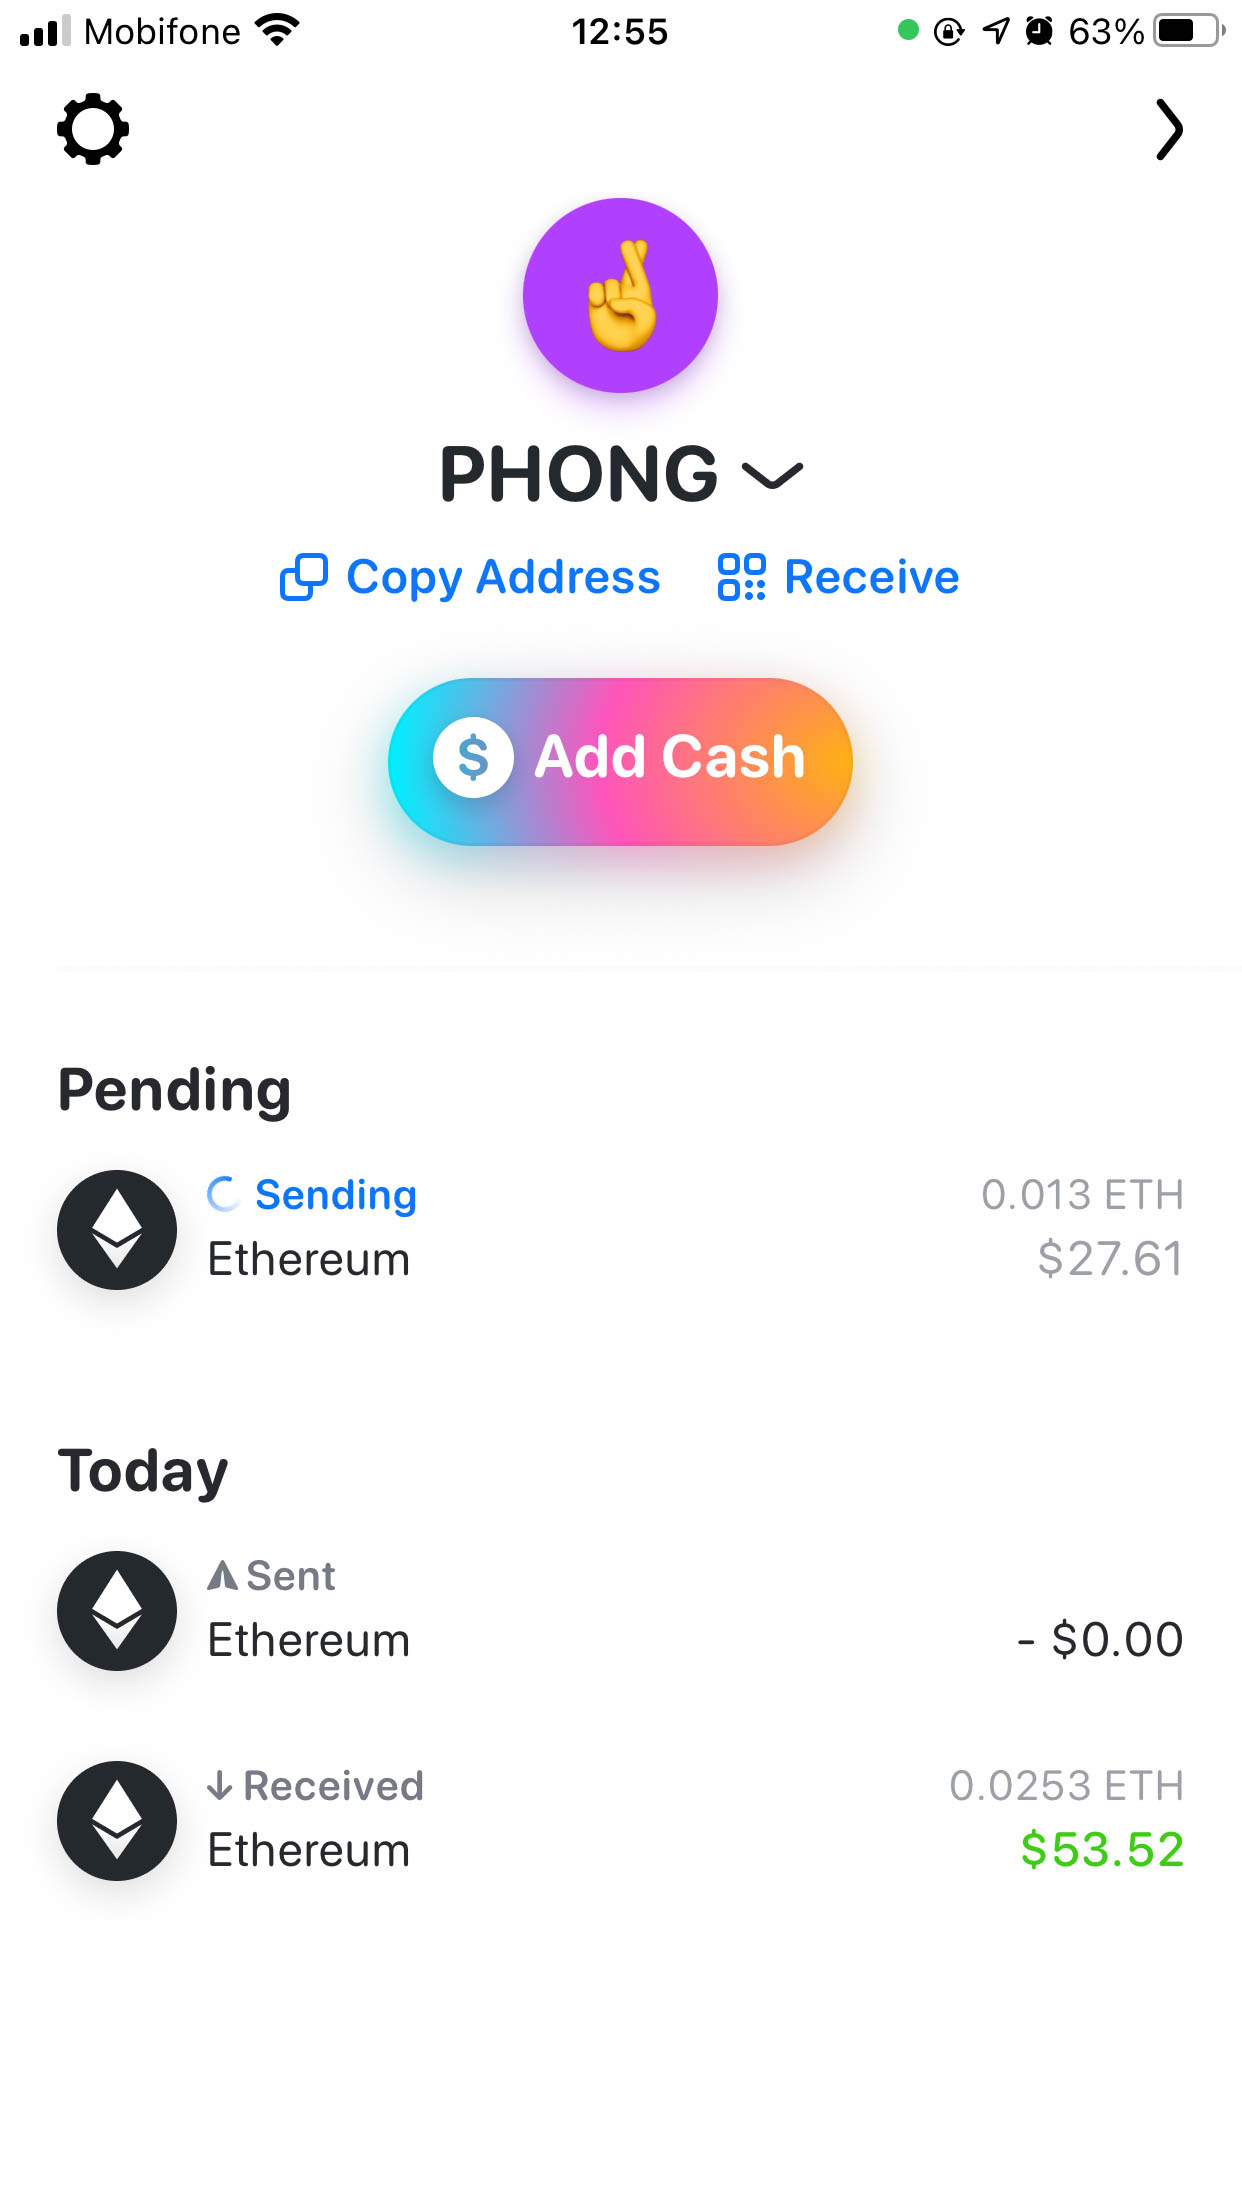 Mobifone 12:55 63%
🤞
PHONG
Copy Address Receive
$ Add Cash
Pending
Sending 0.013 ETH
Ethereum $27.61
Today
Sent
Ethereum - $0.00
Received 0.0253 ETH
Ethereum $53.52